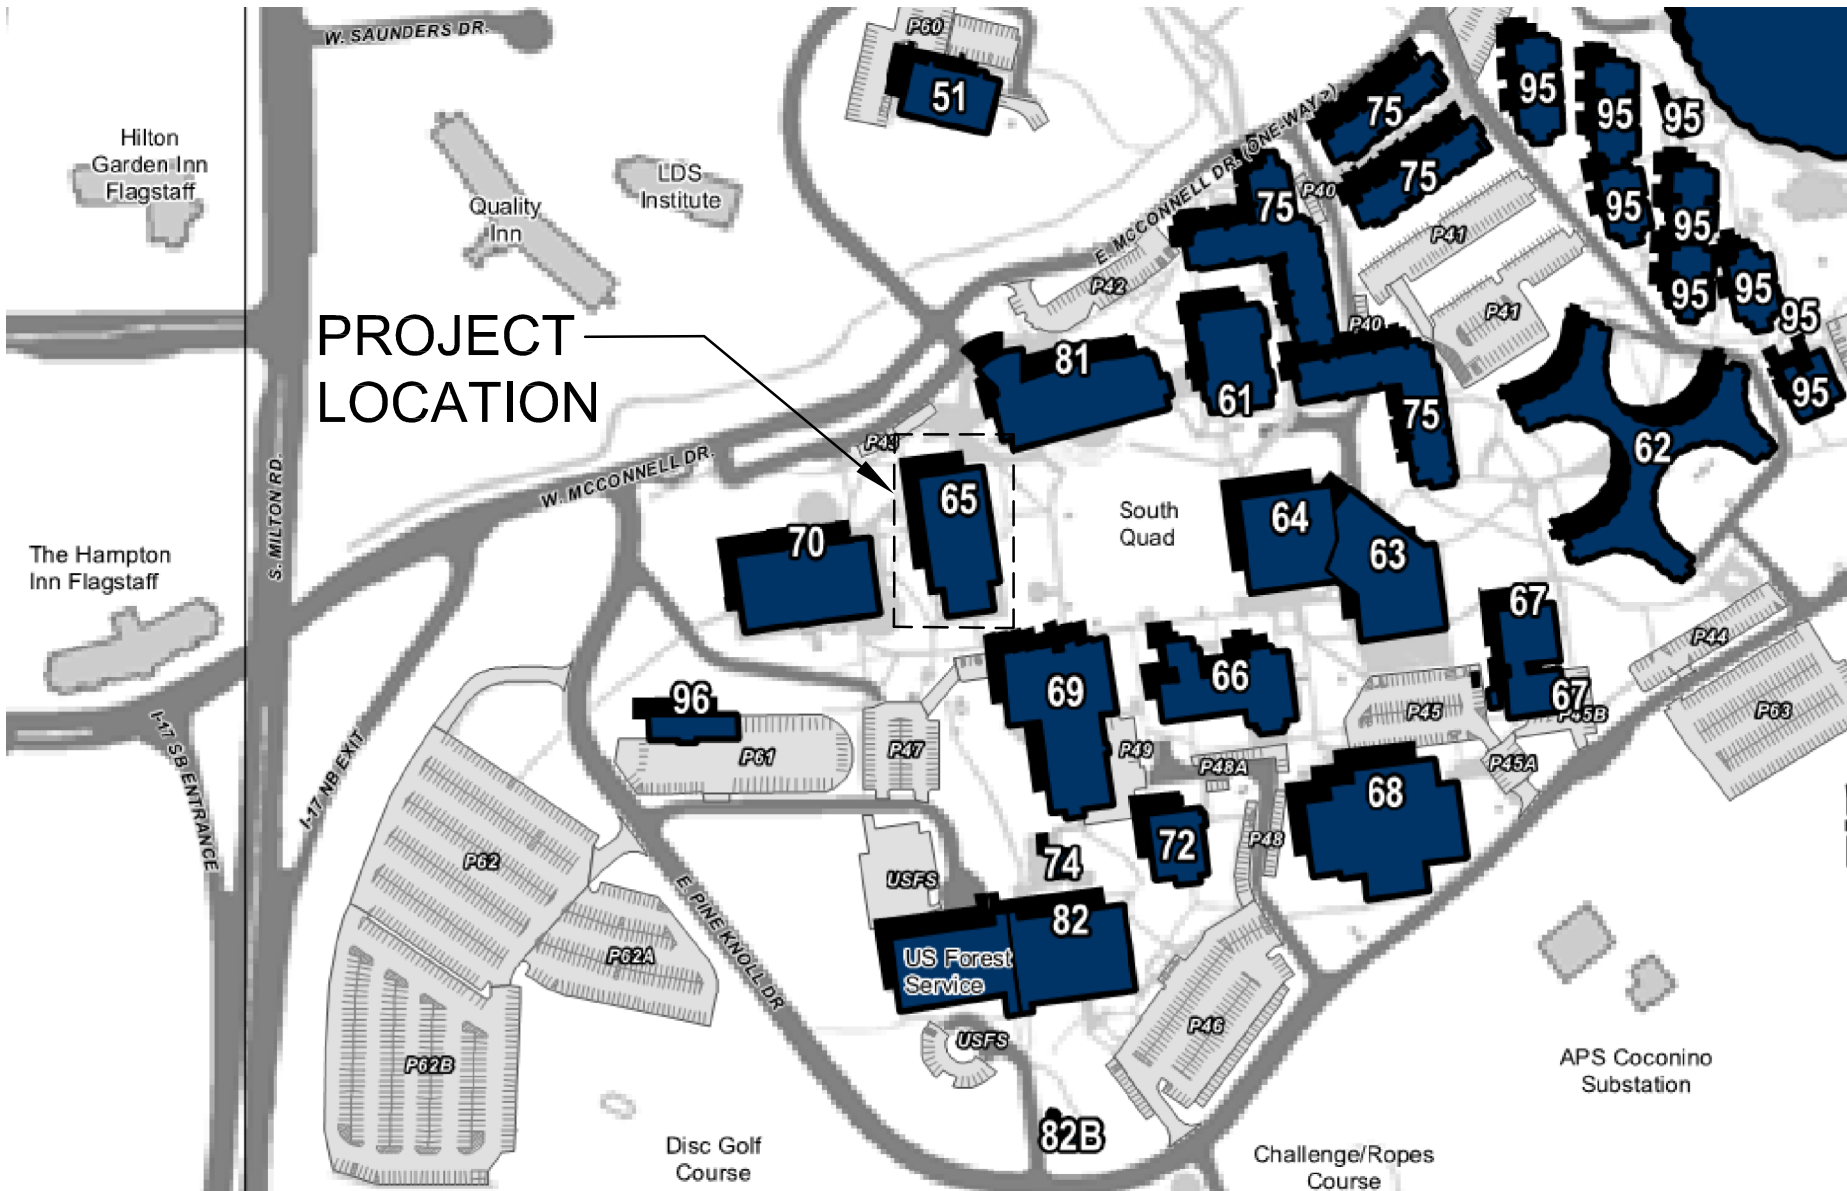 W. SAUNDERS DR.
P60
51
Hilton
Garden Inn
Flagstaff
Quality
Inn
LDS
Institute
E. MCCONNELL DR. (ONE-WAY >)
75
75
75
P40
95
95
95
95
95
95
95
95
95
P41
P41
P42
P40
PROJECT
LOCATION
81
61
75
62
S. MILTON RD.
W. MCCONNELL DR.
65
70
South
Quad
64
63
The Hampton
Inn Flagstaff
67
67
P44
P63
P45
P45B
P45A
69
66
96
P61
P47
P49
P48A
68
I-17 SB ENTRANCE
I-17 NB EXIT
P62
P62A
P62B
E. PINE KNOLL DR
USFS
74
72
P48
82
US Forest
Service
USFS
P46
82B
APS Coconino
Substation
Disc Golf
Course
Challenge/Ropes
Course